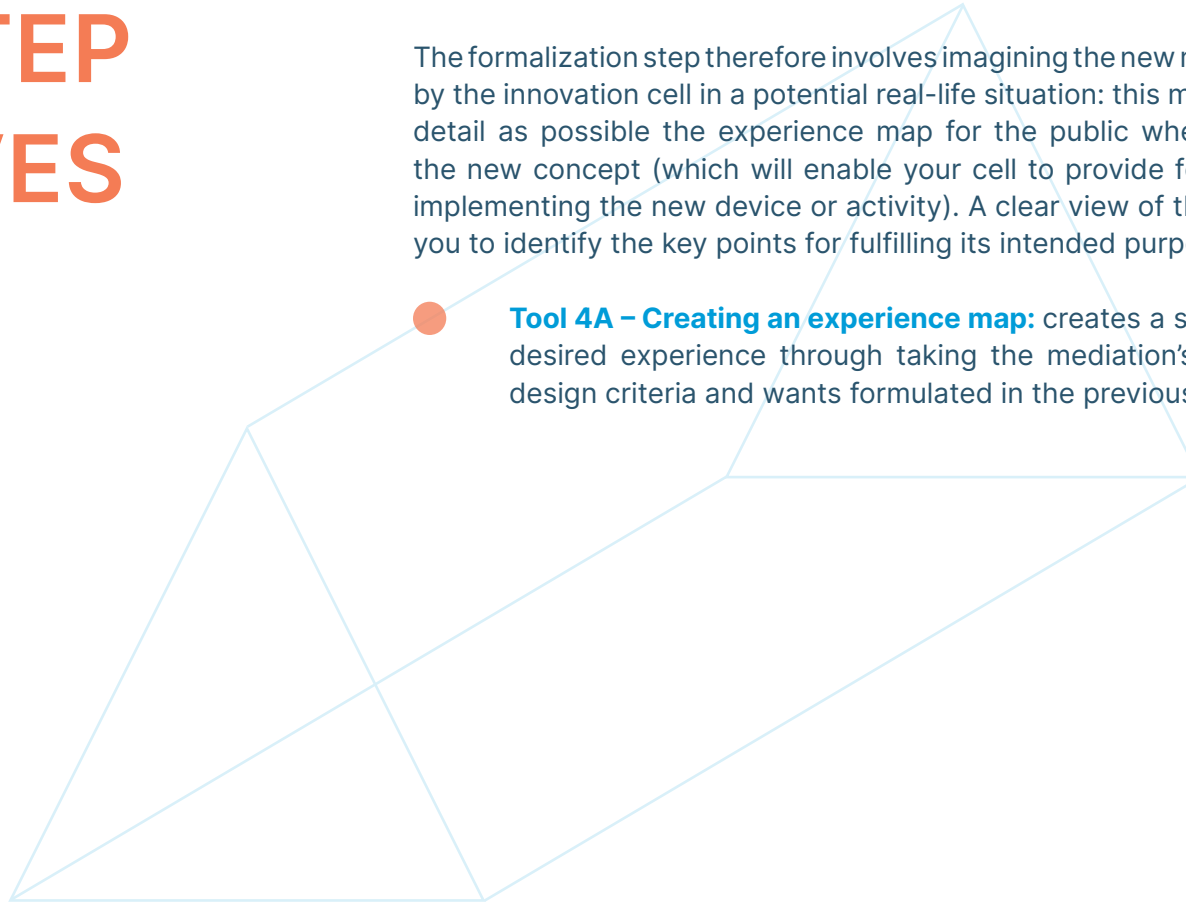 TEP
VES
The formalization step therefore involves imagining the new
by the innovation cell in a potential real-life situation: this
detail as possible the experience map for the public
the new concept (which will enable your cell to provide
implementing the new device or activity). A clear view of
you to identify the key points for fulfilling its intended
Tool 4A – Creating an experience map: creates a
desired experience through taking the mediation’s
design criteria and wants formulated in the previous